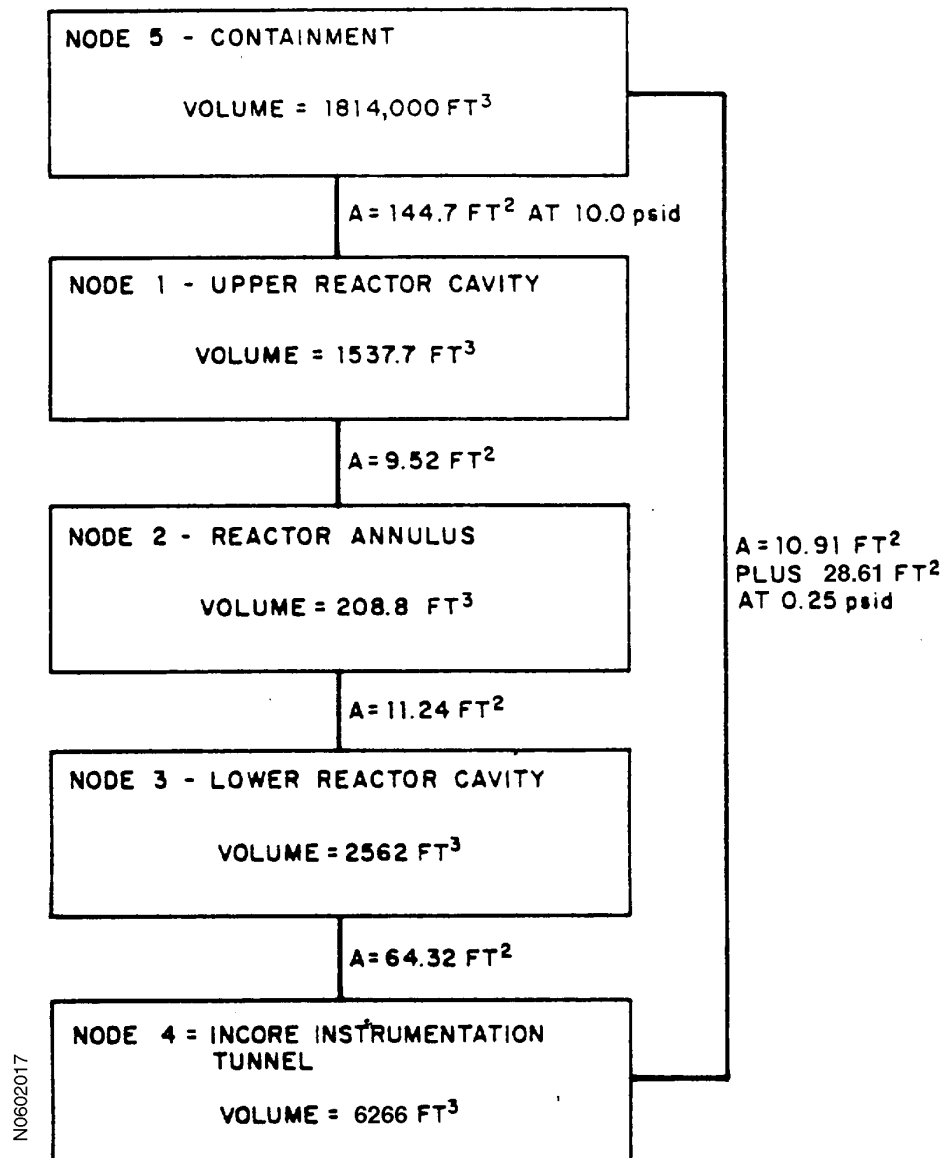 NODE 5 - CONTAINMENT
VOLUME = 1814,000 FT³
A = 144.7 FT² AT 10.0 psid
NODE 1 - UPPER REACTOR CAVITY
VOLUME = 1537.7 FT³
A = 9.52 FT²
NODE 2 - REACTOR ANNULUS
VOLUME = 208.8 FT³
A = 10.91 FT²
PLUS 28.61 FT²
AT 0.25 psid
A = 11.24 FT²
NODE 3 - LOWER REACTOR CAVITY
VOLUME = 2562 FT³
A = 64.32 FT²
NODE 4 = INCORE INSTRUMENTATION
TUNNEL
VOLUME = 6266 FT³
N0602017